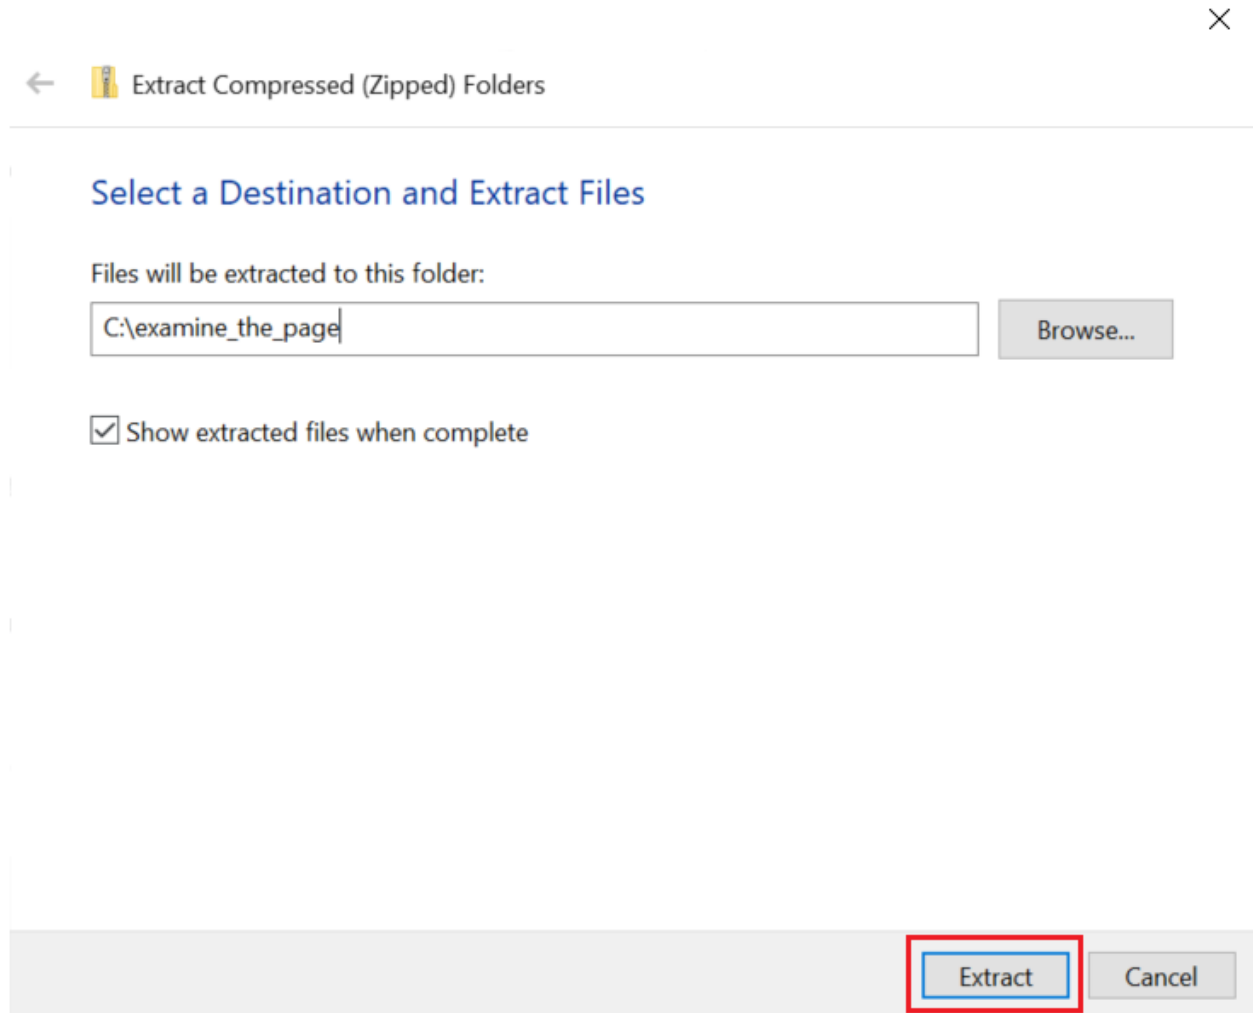 Extract Compressed (Zipped) Folders
Select a Destination and Extract Files
Files will be extracted to this folder:
C:\examine_the_page
Browse...
Show extracted files when complete
Extract
Cancel